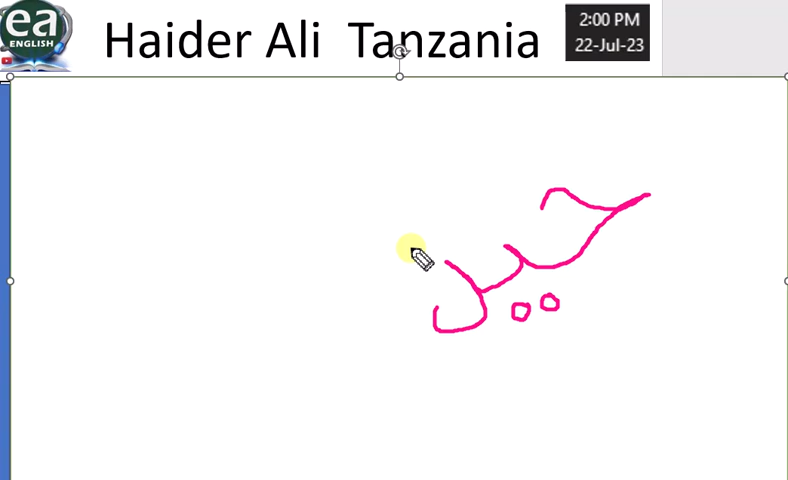 ea
ENGLISH
Haider Ali Tanzania
2:00 PM
22-Jul-23